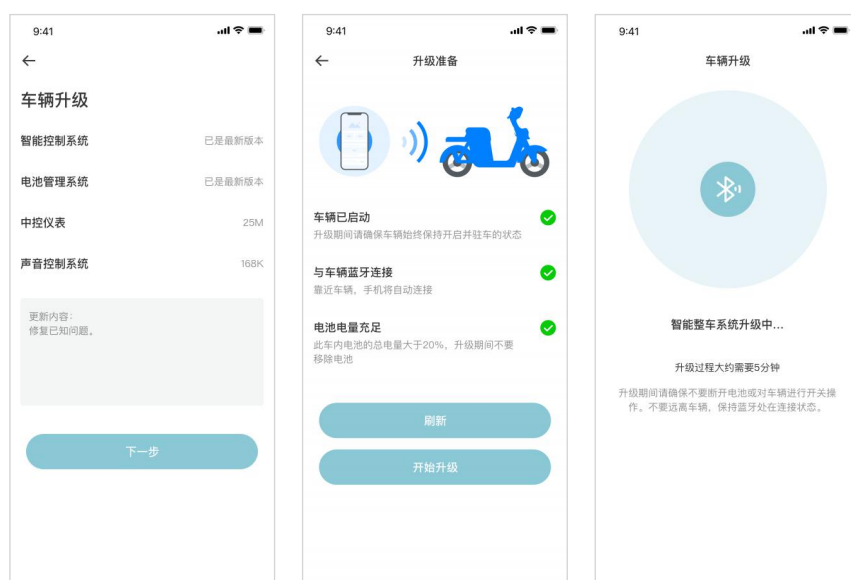 9:41
车辆升级
智能控制系统 已是最新版本
电池管理系统 已是最新版本
中控仪表 25M
声音控制系统 168K
更新内容：
修复已知问题。
下一步
9:41
升级准备
车辆已启动
升级期间请确保车辆始终保持开启并驻车的状态
与车辆蓝牙连接
靠近车辆，手机将自动连接
电池电量充足
此车内电池的总电量大于20%，升级期间不要
移除电池
刷新
开始升级
9:41
车辆升级
智能整车系统升级中...
升级过程大约需要5分钟
升级期间请确保不要断开电池或对车辆进行开关操
作。不要远离车辆，保持蓝牙处在连接状态。